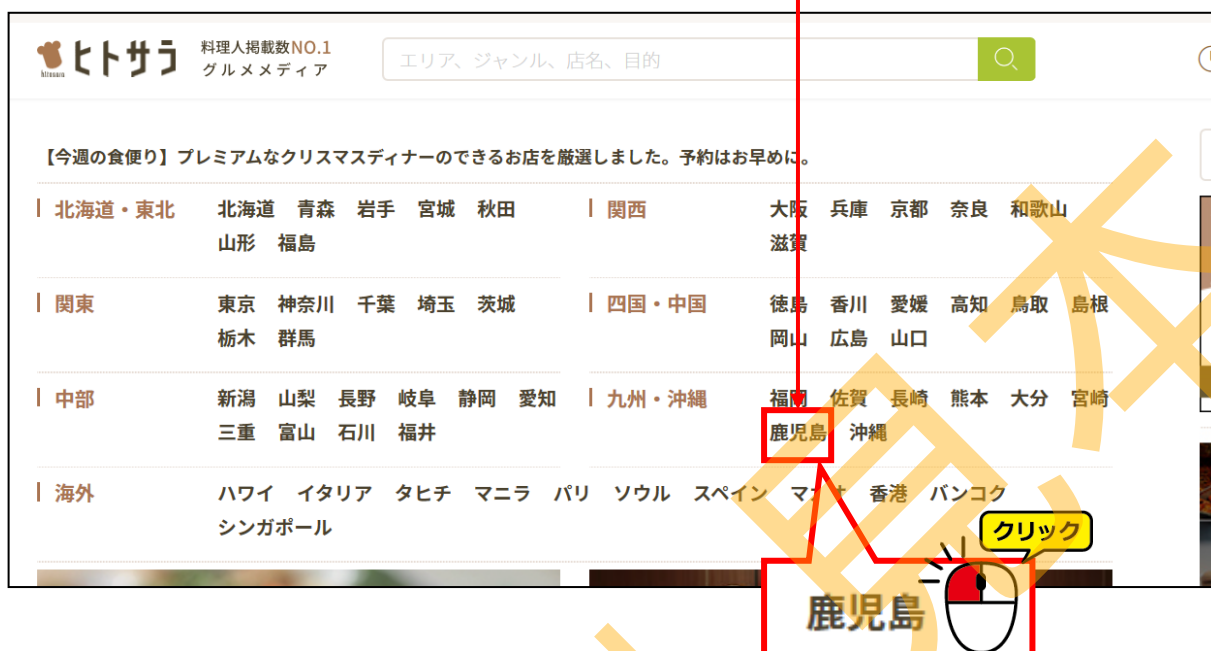 ヒトサラ
hitosara
料理人掲載数NO.1
グルメメディア
エリア、ジャンル、店名、目的
【今週の食便り】プレミアムなクリスマスディナーのできるお店を厳選しました。予約はお早めに。
北海道・東北 北海道 青森 岩手 宮城 秋田
山形 福島
関西 大阪 兵庫 京都 奈良 和歌山
滋賀
関東 東京 神奈川 千葉 埼玉 茨城
栃木 群馬
四国・中国 徳島 香川 愛媛 高知 鳥取 島根
岡山 広島 山口
中部 新潟 山梨 長野 岐阜 静岡 愛知
三重 富山 石川 福井
九州・沖縄 福岡 佐賀 長崎 熊本 大分 宮崎
鹿児島 沖縄
海外 ハワイ イタリア タヒチ マニラ パリ ソウル スペイン 香港 バンコク
シンガポール
クリック
鹿児島
見本